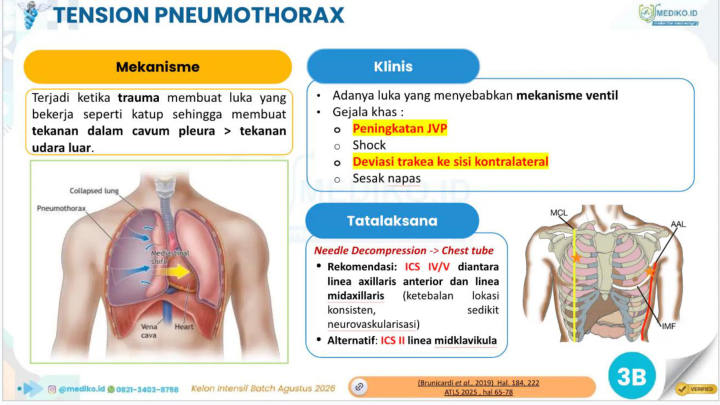 TENSION PNEUMOTHORAX
MEDIKO.ID
Mekanisme
Terjadi ketika trauma membuat luka yang
bekerja seperti katup sehingga membuat
tekanan dalam cavum pleura > tekanan
udara luar.
Collapsed lung
Pneumothorax
Mediastinal
shift
Vena
cava
Heart
Klinis
• Adanya luka yang menyebabkan mekanisme ventil
• Gejala khas :
o Peningkatan JVP
o Shock
o Deviasi trakea ke sisi kontralateral
o Sesak napas
MEDIKO.ID
Tatalaksana
Needle Decompression -> Chest tube
• Rekomendasi: ICS IV/V diantara
linea axillaris anterior dan linea
midaxillaris (ketebalan lokasi
konsisten, sedikit
neurovaskularisasi)
• Alternatif: ICS II linea midklavikula
MCL
AAL
IMF
3B
@mediko.id 0821-3403-8798 Kelon Intensif Batch Agustus 2026
(Brunicardi et al., 2019) Hal. 184, 222
ATLS 2025 , hal 65-78
VERIFIED